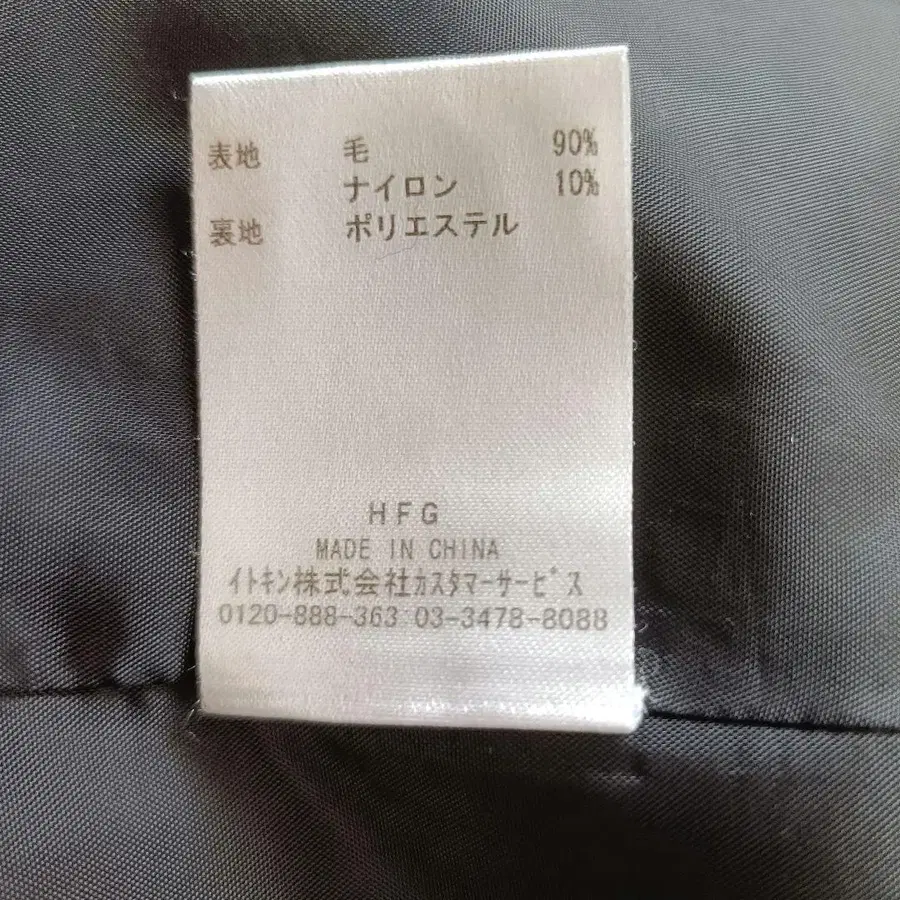 表地 毛 90%
ナイロン 10%
裏地 ポリエステル
HFG
MADE IN CHINA
ｲﾄｷﾝ株式会社ｶｽﾀﾏｰｻｰﾋﾞｽ
0120-888-363 03-3478-8088